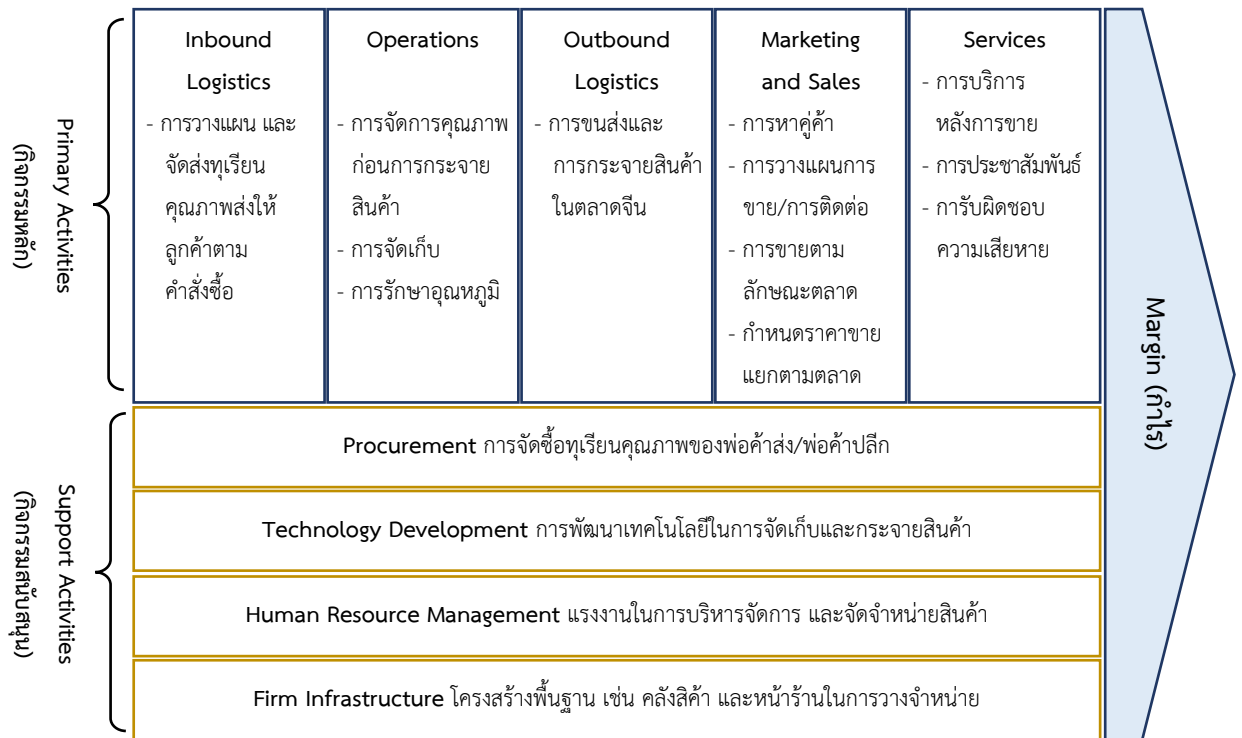 Primary Activities
(กิจกรรมหลัก)
Inbound
Logistics
- การวางแผน และ
จัดส่งทุเรียน
คุณภาพส่งให้
ลูกค้าตาม
คำสั่งซื้อ
Operations
- การจัดการคุณภาพ
ก่อนการกระจาย
สินค้า
- การจัดเก็บ
- การรักษาอุณหภูมิ
Outbound
Logistics
- การขนส่งและ
การกระจายสินค้า
ในตลาดจีน
Marketing
and Sales
- การหาคู่ค้า
- การวางแผนการ
ขาย/การติดต่อ
- การขายตาม
ลักษณะตลาด
- กำหนดราคาขาย
แยกตามตลาด
Services
- การบริการ
หลังการขาย
- การประชาสัมพันธ์
- การับผิดชอบ
ความเสียหาย
Margin (กำไร)
Support Activities
(กิจกรรมสนับสนุน)
Procurement การจัดซื้อทุเรียนคุณภาพของพ่อค้าส่ง/พ่อค้าปลีก
Technology Development การพัฒนาเทคโนโลยีในการจัดเก็บและกระจายสินค้า
Human Resource Management แรงงานในการบริหารจัดการ และจัดจำหน่ายสินค้า
Firm Infrastructure โครงสร้างพื้นฐาน เช่น คลังสิค้า และหน้าร้านในการวางจำหน่าย